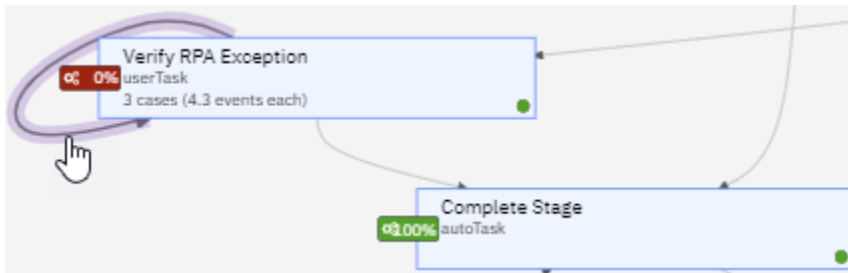 Verify RPA Exception
0% userTask
3 cases (4.3 events each)
Complete Stage
100% autoTask